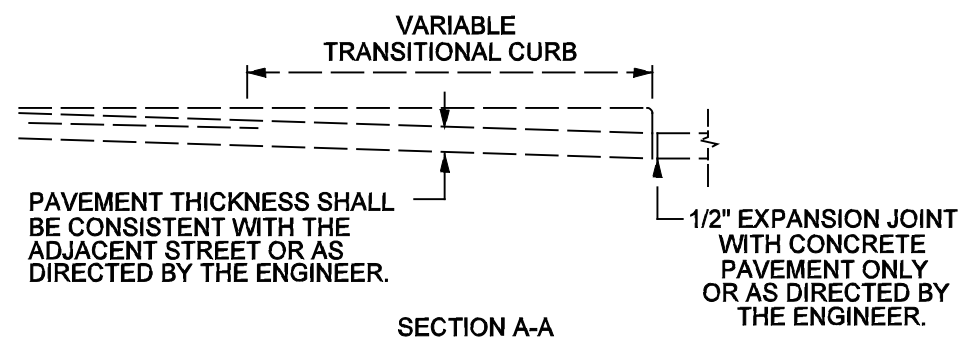 VARIABLE
TRANSITIONAL CURB
PAVEMENT THICKNESS SHALL
BE CONSISTENT WITH THE
ADJACENT STREET OR AS
DIRECTED BY THE ENGINEER.
1/2" EXPANSION JOINT
WITH CONCRETE
PAVEMENT ONLY
OR AS DIRECTED BY
THE ENGINEER.
SECTION A-A